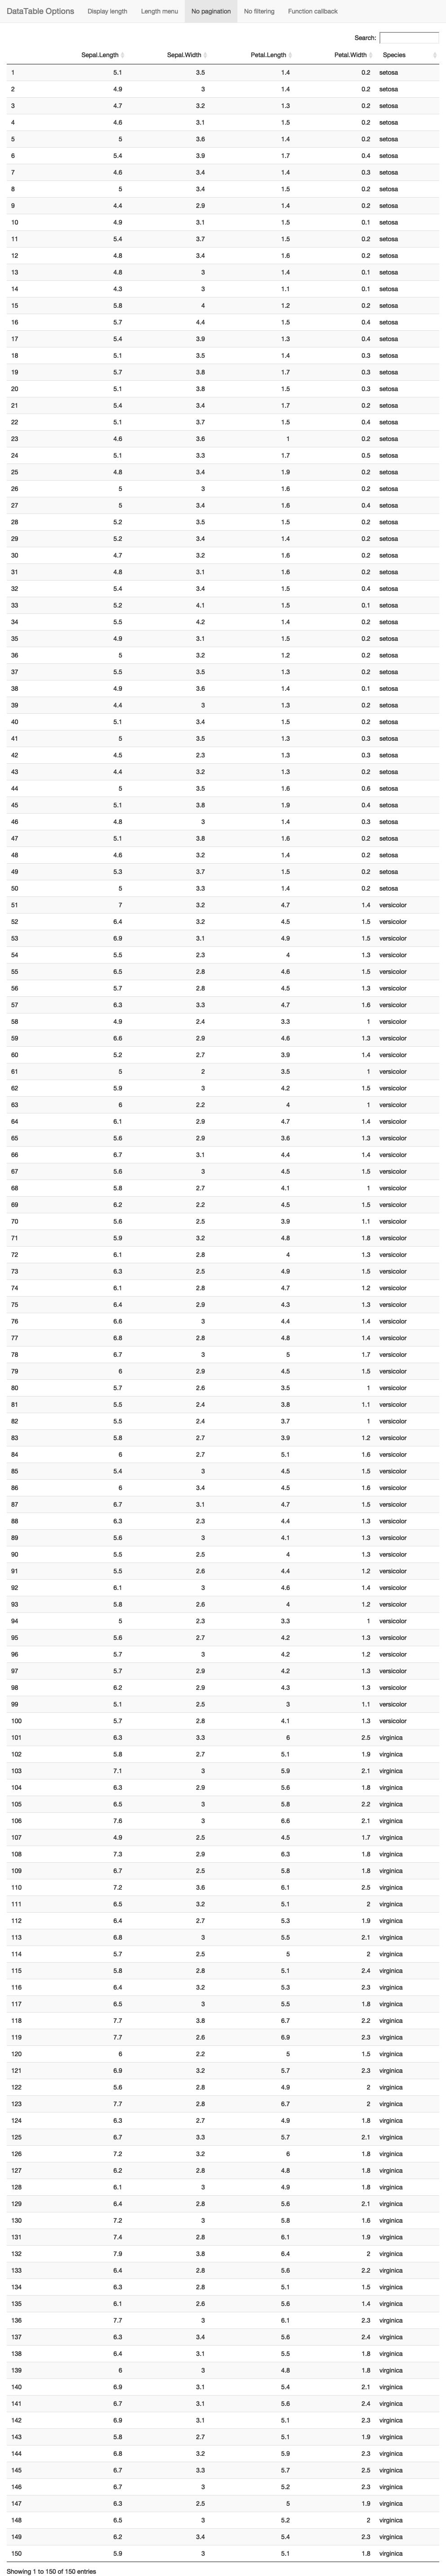 DataTable Options Display length Length menu No pagination No filtering Function callback
Search:
Sepal.Length Sepal.Width Petal.Length Petal.Width Species
1 5.1 3.5 1.4 0.2 setosa
2 4.9 3 1.4 0.2 setosa
3 4.7 3.2 1.3 0.2 setosa
4 4.6 3.1 1.5 0.2 setosa
5 5 3.6 1.4 0.2 setosa
6 5.4 3.9 1.7 0.4 setosa
7 4.6 3.4 1.4 0.3 setosa
8 5 3.4 1.5 0.2 setosa
9 4.4 2.9 1.4 0.2 setosa
10 4.9 3.1 1.5 0.1 setosa
11 5.4 3.7 1.5 0.2 setosa
12 4.8 3.4 1.6 0.2 setosa
13 4.8 3 1.4 0.1 setosa
14 4.3 3 1.1 0.1 setosa
15 5.8 4 1.2 0.2 setosa
16 5.7 4.4 1.5 0.4 setosa
17 5.4 3.9 1.3 0.4 setosa
18 5.1 3.5 1.4 0.3 setosa
19 5.7 3.8 1.7 0.3 setosa
20 5.1 3.8 1.5 0.3 setosa
21 5.4 3.4 1.7 0.2 setosa
22 5.1 3.7 1.5 0.4 setosa
23 4.6 3.6 1 0.2 setosa
24 5.1 3.3 1.7 0.5 setosa
25 4.8 3.4 1.9 0.2 setosa
26 5 3 1.6 0.2 setosa
27 5 3.4 1.6 0.4 setosa
28 5.2 3.5 1.5 0.2 setosa
29 5.2 3.4 1.4 0.2 setosa
30 4.7 3.2 1.6 0.2 setosa
31 4.8 3.1 1.6 0.2 setosa
32 5.4 3.4 1.5 0.4 setosa
33 5.2 4.1 1.5 0.1 setosa
34 5.5 4.2 1.4 0.2 setosa
35 4.9 3.1 1.5 0.2 setosa
36 5 3.2 1.2 0.2 setosa
37 5.5 3.5 1.3 0.2 setosa
38 4.9 3.6 1.4 0.1 setosa
39 4.4 3 1.3 0.2 setosa
40 5.1 3.4 1.5 0.2 setosa
41 5 3.5 1.3 0.3 setosa
42 4.5 2.3 1.3 0.3 setosa
43 4.4 3.2 1.3 0.2 setosa
44 5 3.5 1.6 0.6 setosa
45 5.1 3.8 1.9 0.4 setosa
46 4.8 3 1.4 0.3 setosa
47 5.1 3.8 1.6 0.2 setosa
48 4.6 3.2 1.4 0.2 setosa
49 5.3 3.7 1.5 0.2 setosa
50 5 3.3 1.4 0.2 setosa
51 7 3.2 4.7 1.4 versicolor
52 6.4 3.2 4.5 1.5 versicolor
53 6.9 3.1 4.9 1.5 versicolor
54 5.5 2.3 4 1.3 versicolor
55 6.5 2.8 4.6 1.5 versicolor
56 5.7 2.8 4.5 1.3 versicolor
57 6.3 3.3 4.7 1.6 versicolor
58 4.9 2.4 3.3 1 versicolor
59 6.6 2.9 4.6 1.3 versicolor
60 5.2 2.7 3.9 1.4 versicolor
61 5 2 3.5 1 versicolor
62 5.9 3 4.2 1.5 versicolor
63 6 2.2 4 1 versicolor
64 6.1 2.9 4.7 1.4 versicolor
65 5.6 2.9 3.6 1.3 versicolor
66 6.7 3.1 4.4 1.4 versicolor
67 5.6 3 4.5 1.5 versicolor
68 5.8 2.7 4.1 1 versicolor
69 6.2 2.2 4.5 1.5 versicolor
70 5.6 2.5 3.9 1.1 versicolor
71 5.9 3.2 4.8 1.8 versicolor
72 6.1 2.8 4 1.3 versicolor
73 6.3 2.5 4.9 1.5 versicolor
74 6.1 2.8 4.7 1.2 versicolor
75 6.4 2.9 4.3 1.3 versicolor
76 6.6 3 4.4 1.4 versicolor
77 6.8 2.8 4.8 1.4 versicolor
78 6.7 3 5 1.7 versicolor
79 6 2.9 4.5 1.5 versicolor
80 5.7 2.6 3.5 1 versicolor
81 5.5 2.4 3.8 1.1 versicolor
82 5.5 2.4 3.7 1 versicolor
83 5.8 2.7 3.9 1.2 versicolor
84 6 2.7 5.1 1.6 versicolor
85 5.4 3 4.5 1.5 versicolor
86 6 3.4 4.5 1.6 versicolor
87 6.7 3.1 4.7 1.5 versicolor
88 6.3 2.3 4.4 1.3 versicolor
89 5.6 3 4.1 1.3 versicolor
90 5.5 2.5 4 1.3 versicolor
91 5.5 2.6 4.4 1.2 versicolor
92 6.1 3 4.6 1.4 versicolor
93 5.8 2.6 4 1.2 versicolor
94 5 2.3 3.3 1 versicolor
95 5.6 2.7 4.2 1.3 versicolor
96 5.7 3 4.2 1.2 versicolor
97 5.7 2.9 4.2 1.3 versicolor
98 6.2 2.9 4.3 1.3 versicolor
99 5.1 2.5 3 1.1 versicolor
100 5.7 2.8 4.1 1.3 versicolor
101 6.3 3.3 6 2.5 virginica
102 5.8 2.7 5.1 1.9 virginica
103 7.1 3 5.9 2.1 virginica
104 6.3 2.9 5.6 1.8 virginica
105 6.5 3 5.8 2.2 virginica
106 7.6 3 6.6 2.1 virginica
107 4.9 2.5 4.5 1.7 virginica
108 7.3 2.9 6.3 1.8 virginica
109 6.7 2.5 5.8 1.8 virginica
110 7.2 3.6 6.1 2.5 virginica
111 6.5 3.2 5.1 2 virginica
112 6.4 2.7 5.3 1.9 virginica
113 6.8 3 5.5 2.1 virginica
114 5.7 2.5 5 2 virginica
115 5.8 2.8 5.1 2.4 virginica
116 6.4 3.2 5.3 2.3 virginica
117 6.5 3 5.5 1.8 virginica
118 7.7 3.8 6.7 2.2 virginica
119 7.7 2.6 6.9 2.3 virginica
120 6 2.2 5 1.5 virginica
121 6.9 3.2 5.7 2.3 virginica
122 5.6 2.8 4.9 2 virginica
123 7.7 2.8 6.7 2 virginica
124 6.3 2.7 4.9 1.8 virginica
125 6.7 3.3 5.7 2.1 virginica
126 7.2 3.2 6 1.8 virginica
127 6.2 2.8 4.8 1.8 virginica
128 6.1 3 4.9 1.8 virginica
129 6.4 2.8 5.6 2.1 virginica
130 7.2 3 5.8 1.6 virginica
131 7.4 2.8 6.1 1.9 virginica
132 7.9 3.8 6.4 2 virginica
133 6.4 2.8 5.6 2.2 virginica
134 6.3 2.8 5.1 1.5 virginica
135 6.1 2.6 5.6 1.4 virginica
136 7.7 3 6.1 2.3 virginica
137 6.3 3.4 5.6 2.4 virginica
138 6.4 3.1 5.5 1.8 virginica
139 6 3 4.8 1.8 virginica
140 6.9 3.1 5.4 2.1 virginica
141 6.7 3.1 5.6 2.4 virginica
142 6.9 3.1 5.1 2.3 virginica
143 5.8 2.7 5.1 1.9 virginica
144 6.8 3.2 5.9 2.3 virginica
145 6.7 3.3 5.7 2.5 virginica
146 6.7 3 5.2 2.3 virginica
147 6.3 2.5 5 1.9 virginica
148 6.5 3 5.2 2 virginica
149 6.2 3.4 5.4 2.3 virginica
150 5.9 3 5.1 1.8 virginica
Showing 1 to 150 of 150 entries